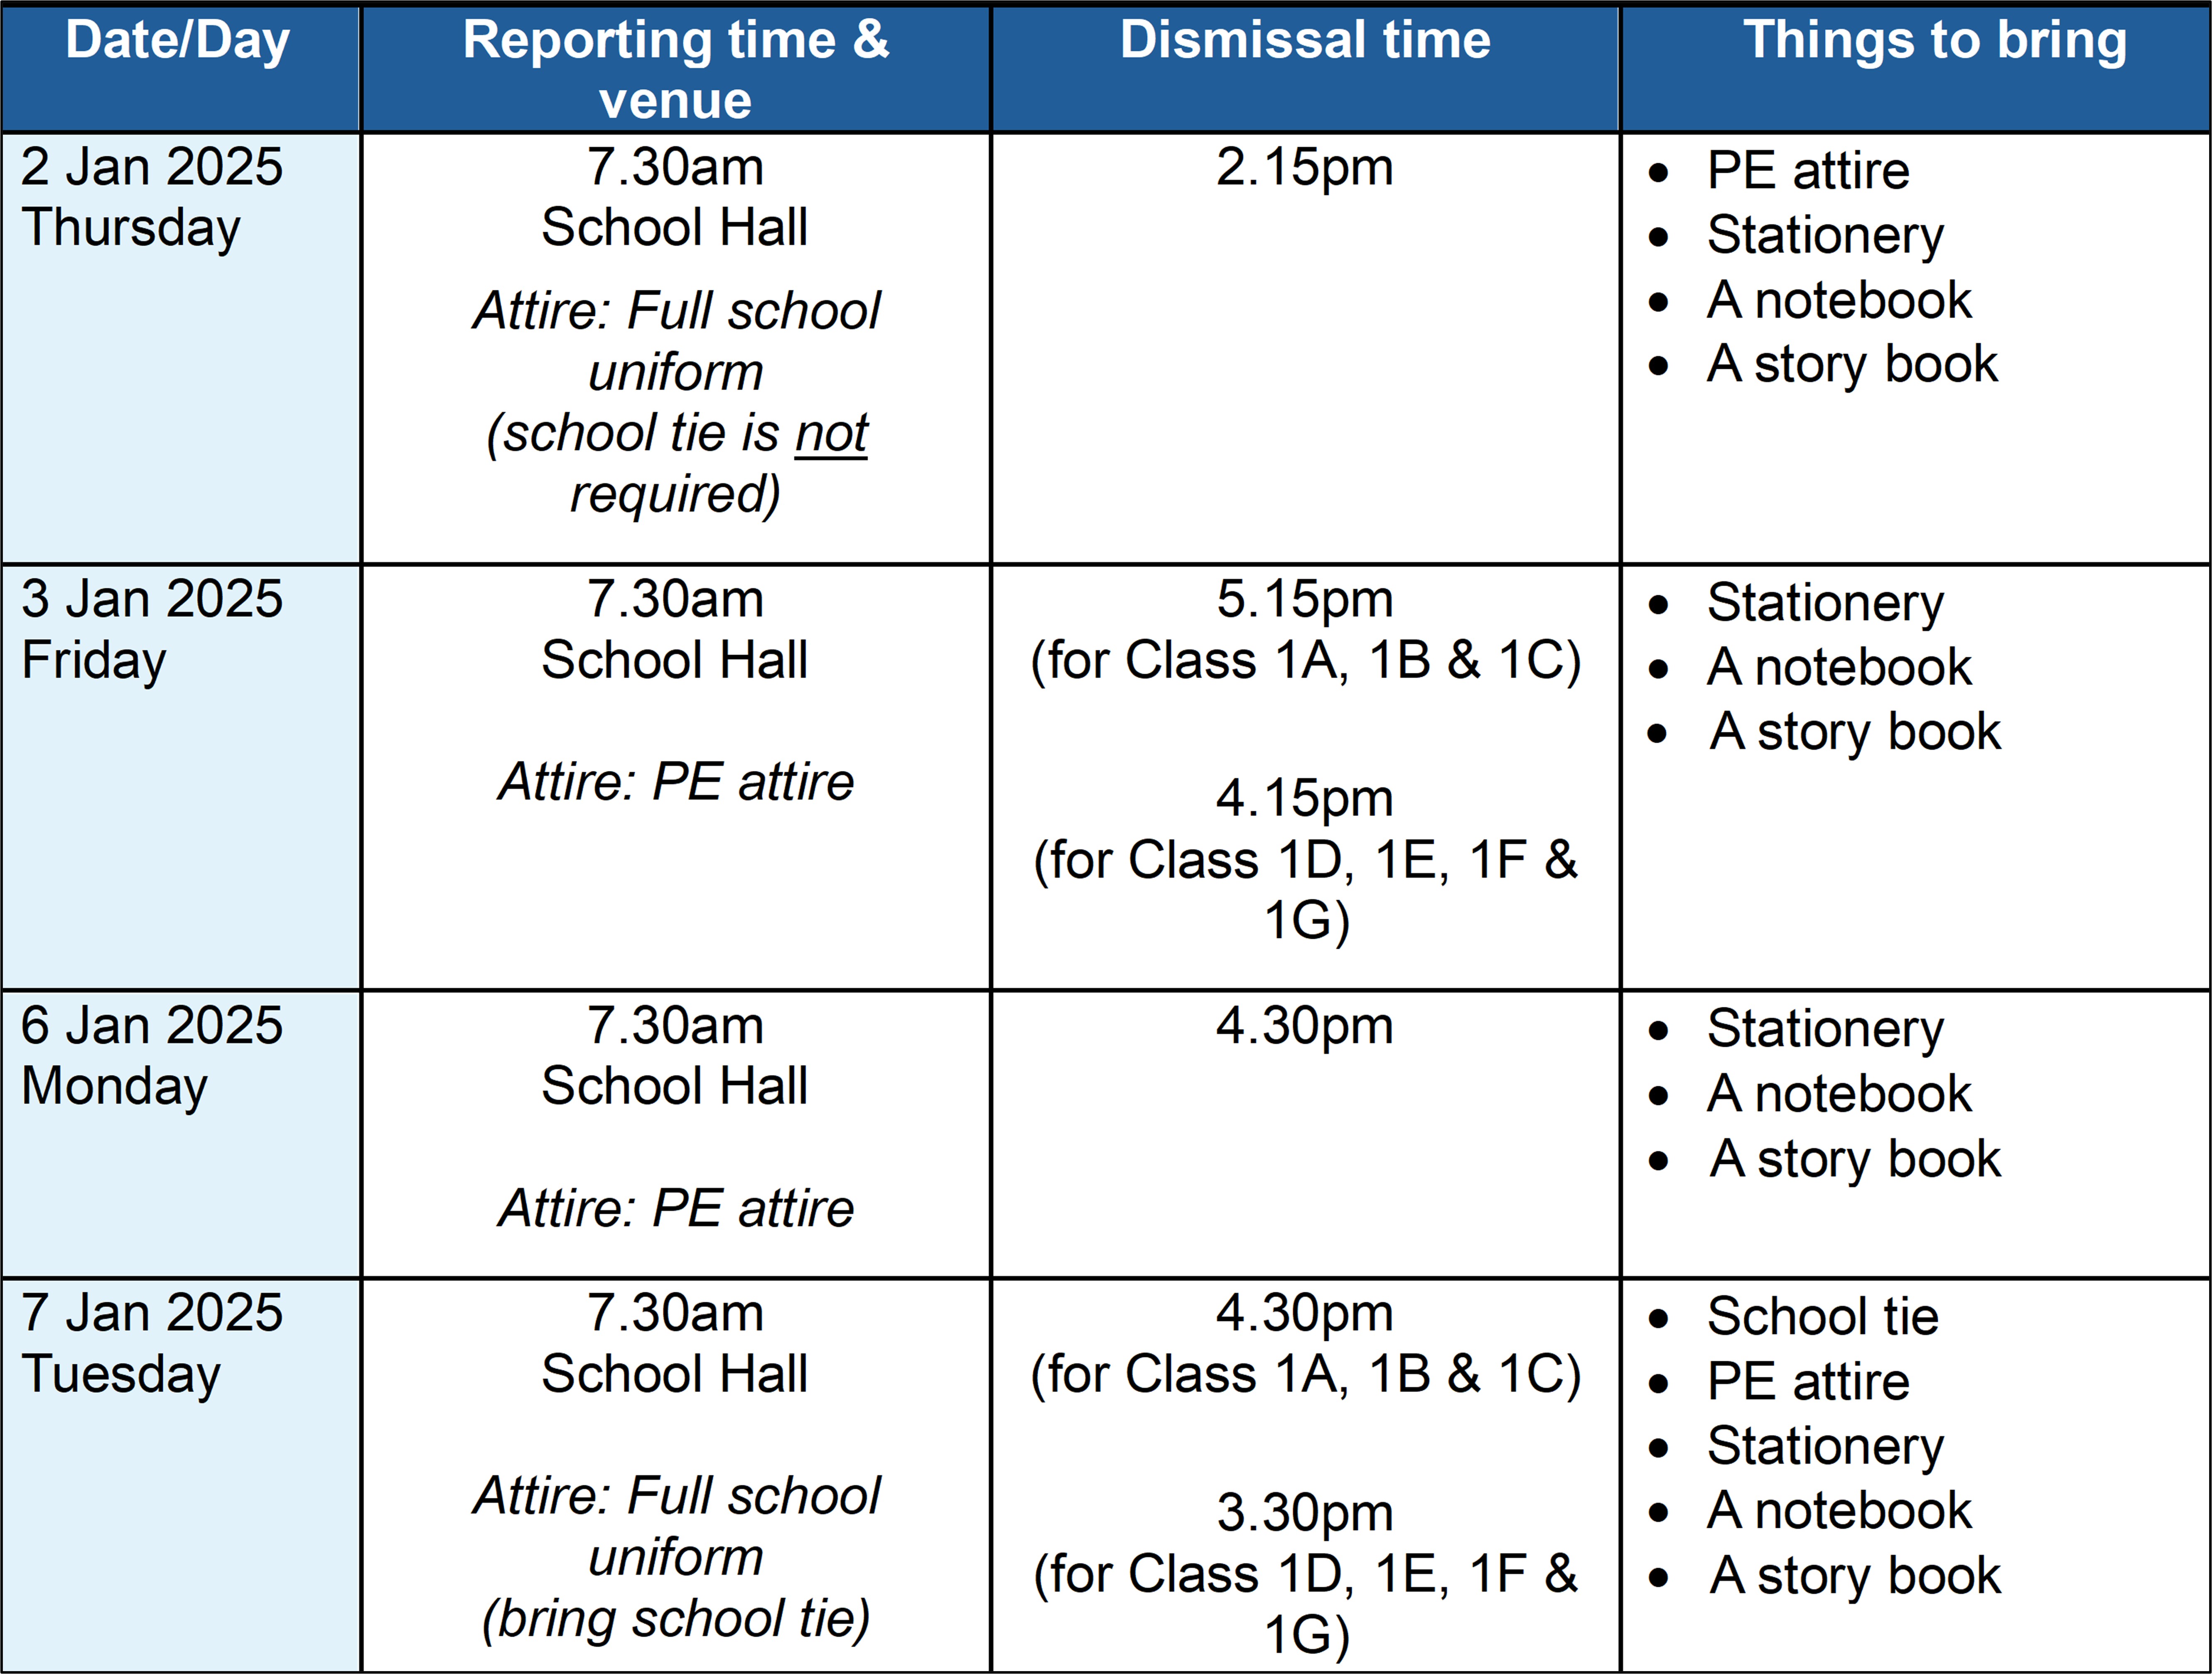 Date/Day
Reporting time &
venue
Dismissal time
Things to bring
2 Jan 2025
Thursday
7.30am
School Hall
Attire: Full school
uniform
(school tie is not
required)
2.15pm
• PE attire
• Stationery
• A notebook
• A story book
3 Jan 2025
Friday
7.30am
School Hall
Attire: PE attire
5.15pm
(for Class 1A, 1B & 1C)
4.15pm
(for Class 1D, 1E, 1F &
1G)
• Stationery
• A notebook
• A story book
6 Jan 2025
Monday
7.30am
School Hall
Attire: PE attire
4.30pm
• Stationery
• A notebook
• A story book
7 Jan 2025
Tuesday
7.30am
School Hall
Attire: Full school
uniform
(bring school tie)
4.30pm
(for Class 1A, 1B & 1C)
3.30pm
(for Class 1D, 1E, 1F &
1G)
• School tie
• PE attire
• Stationery
• A notebook
• A story book